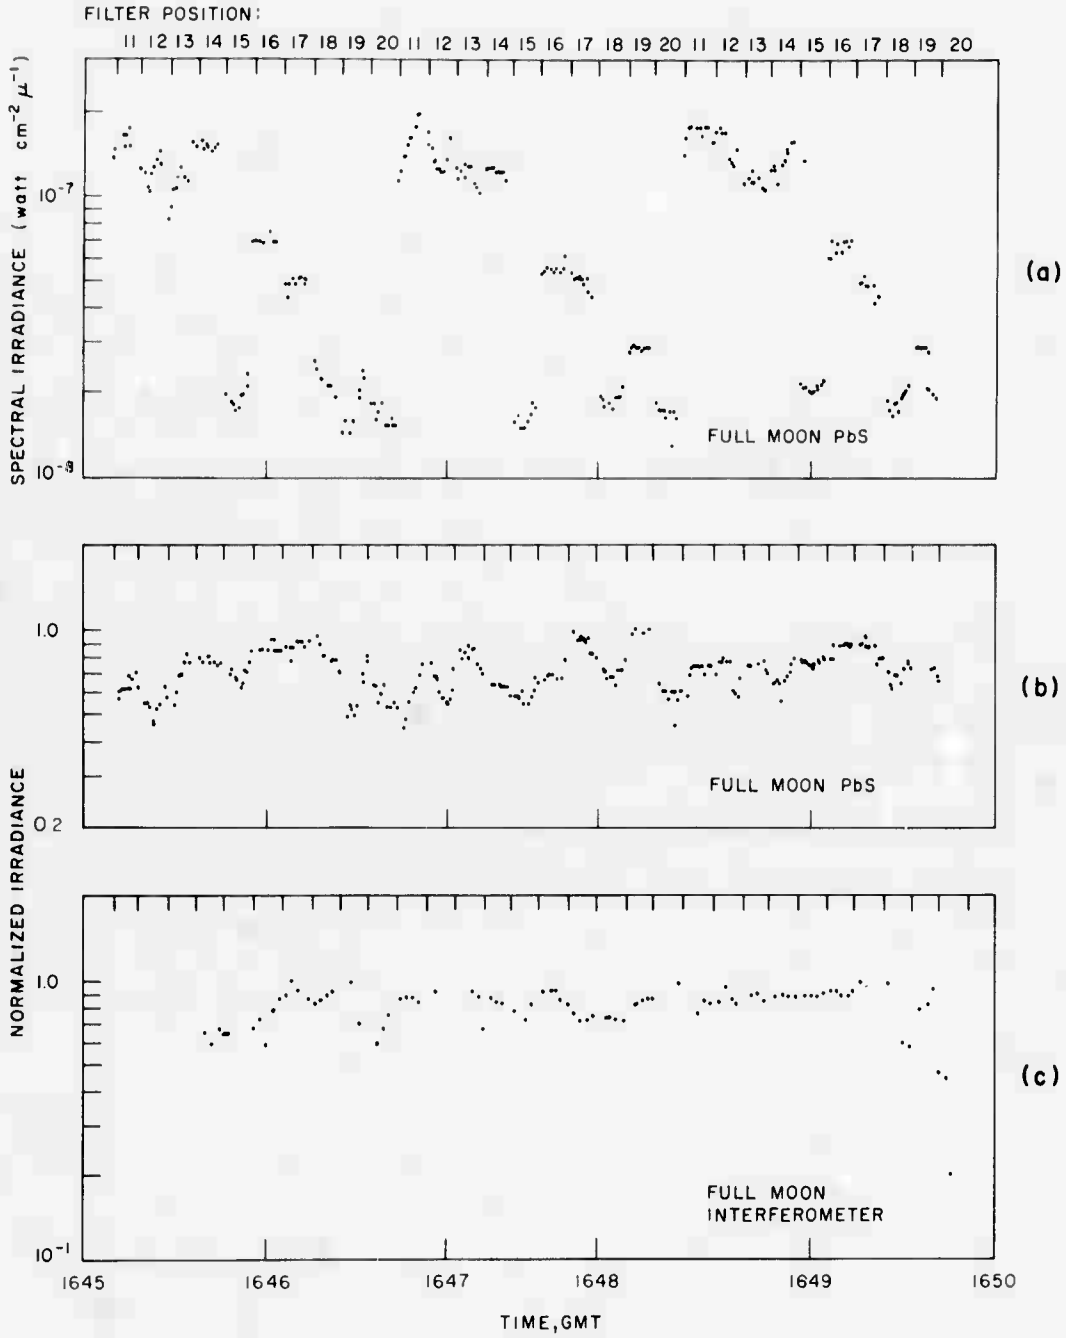 FILTER POSITION:
11 12 13 14 15 16 17 18 19 20 11 12 13 14 15 16 17 18 19 20 11 12 13 14 15 16 17 18 19 20
SPECTRAL IRRADIANCE (watt cm⁻² μ⁻¹)
10⁻⁷
10⁻⁸
FULL MOON PbS
(a)
NORMALIZED IRRADIANCE
1.0
0.2
FULL MOON PbS
(b)
1.0
10⁻¹
FULL MOON
INTERFEROMETER
(c)
1645 1646 1647 1648 1649 1650
TIME,GMT